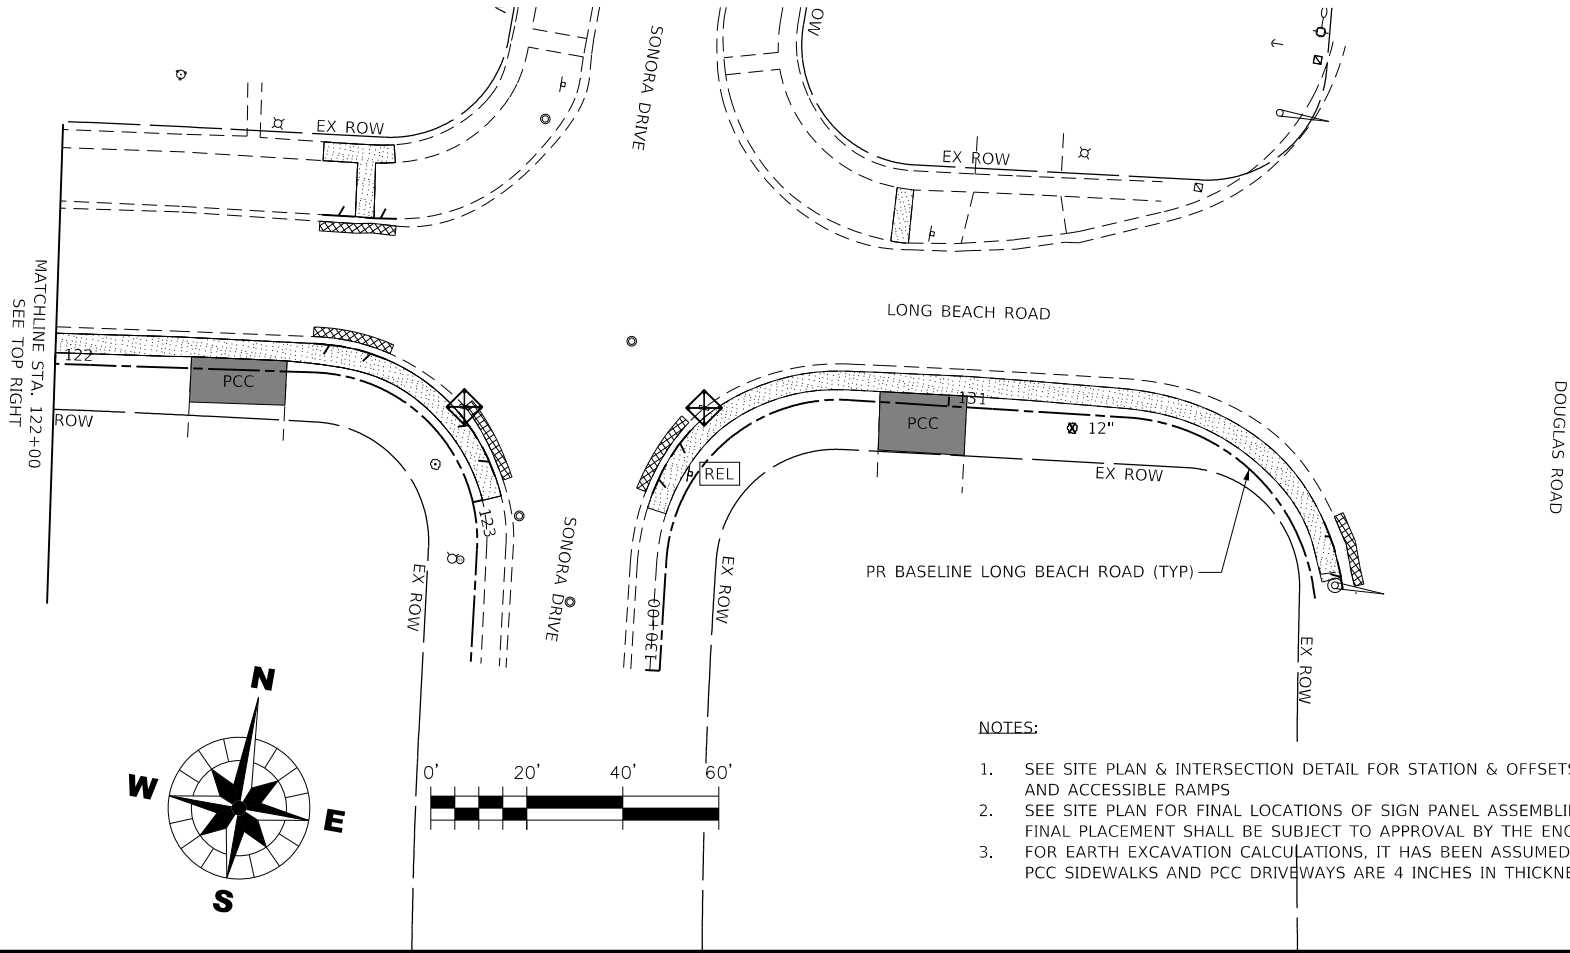 SONORA DRIVE
OW
EX ROW
EX ROW
LONG BEACH ROAD
MATCHLINE STA. 122+00
SEE TOP RIGHT
122
PCC
ROW
131
PCC
12"
EX ROW
DOUGLAS ROAD
REL
123
SONORA DRIVE
EX ROW
EX ROW
130+00
PR BASELINE LONG BEACH ROAD (TYP)
EX ROW
N
W
E
S
0' 20' 40' 60'
NOTES:
1. SEE SITE PLAN & INTERSECTION DETAIL FOR STATION & OFFSETS
AND ACCESSIBLE RAMPS
2. SEE SITE PLAN FOR FINAL LOCATIONS OF SIGN PANEL ASSEMBLI
FINAL PLACEMENT SHALL BE SUBJECT TO APPROVAL BY THE ENG
3. FOR EARTH EXCAVATION CALCULATIONS, IT HAS BEEN ASSUMED
PCC SIDEWALKS AND PCC DRIVEWAYS ARE 4 INCHES IN THICKNE